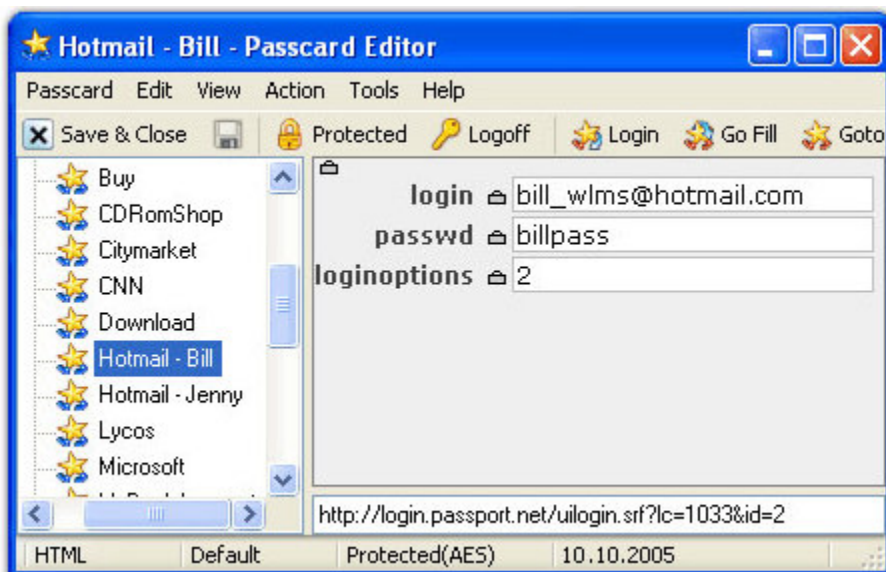 Hotmail - Bill - Passcard Editor
Passcard Edit View Action Tools Help
Save & Close Protected Logoff Login Go Fill Goto
Buy
CDRomShop
Citymarket
CNN
Download
Hotmail - Bill
Hotmail - Jenny
Lycos
Microsoft
login bill_wlms@hotmail.com
passwd billpass
loginoptions 2
http://login.passport.net/uilogin.srf?lc=1033&id=2
HTML Default Protected(AES) 10.10.2005